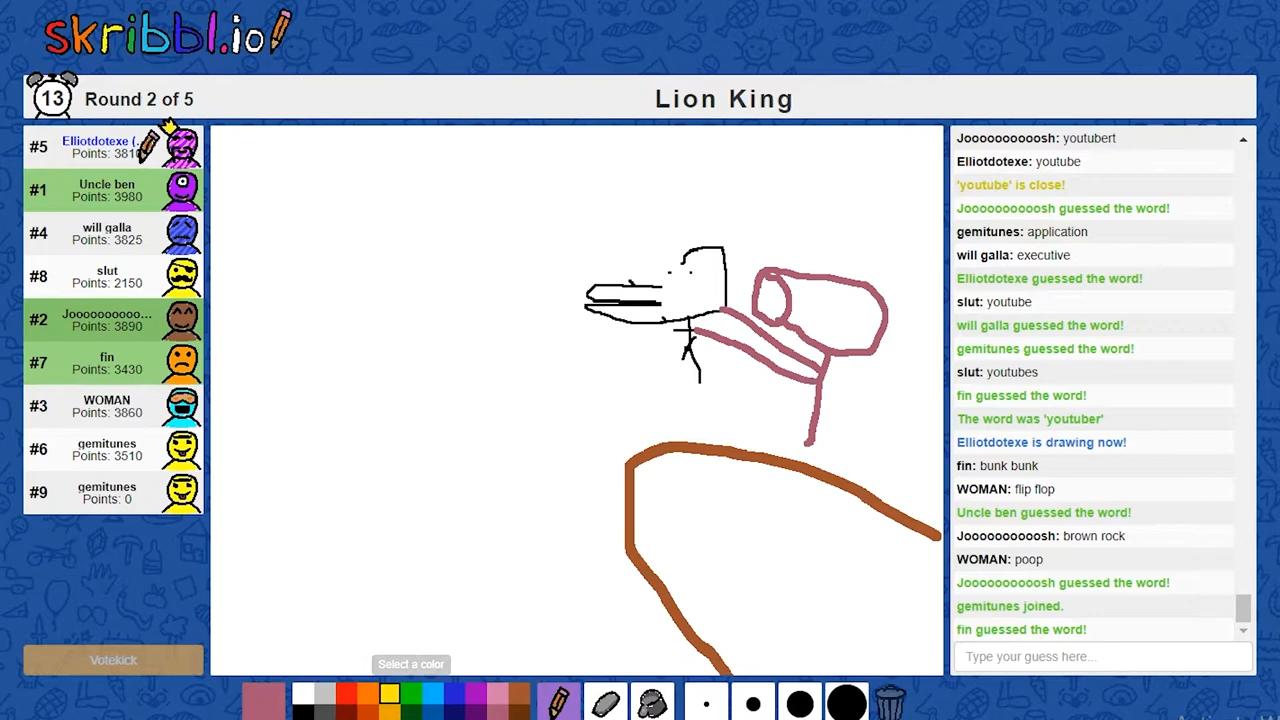 skribbl.io
13
Round 2 of 5
Lion King
#5
Elliotdotexe (.
Points: 3810
#1
Uncle ben
Points: 3980
#4
will galla
Points: 3825
#8
slut
Points: 2150
#2
Joooooooooo...
Points: 3890
#7
fin
Points: 3430
#3
WOMAN
Points: 3860
#6
gemitunes
Points: 3510
#9
gemitunes
Points: 0
Votekick
Joooooooooosh: youtubert
Elliotdotexe: youtube
'youtube' is close!
Joooooooooosh guessed the word!
gemitunes: application
will galla: executive
Elliotdotexe guessed the word!
slut: youtube
will galla guessed the word!
gemitunes guessed the word!
slut: youtubes
fin guessed the word!
The word was 'youtuber'
Elliotdotexe is drawing now!
fin: bunk bunk
WOMAN: flip flop
Uncle ben guessed the word!
Joooooooooosh: brown rock
WOMAN: poop
Joooooooooosh guessed the word!
gemitunes joined.
fin guessed the word!
Type your guess here...
Select a color